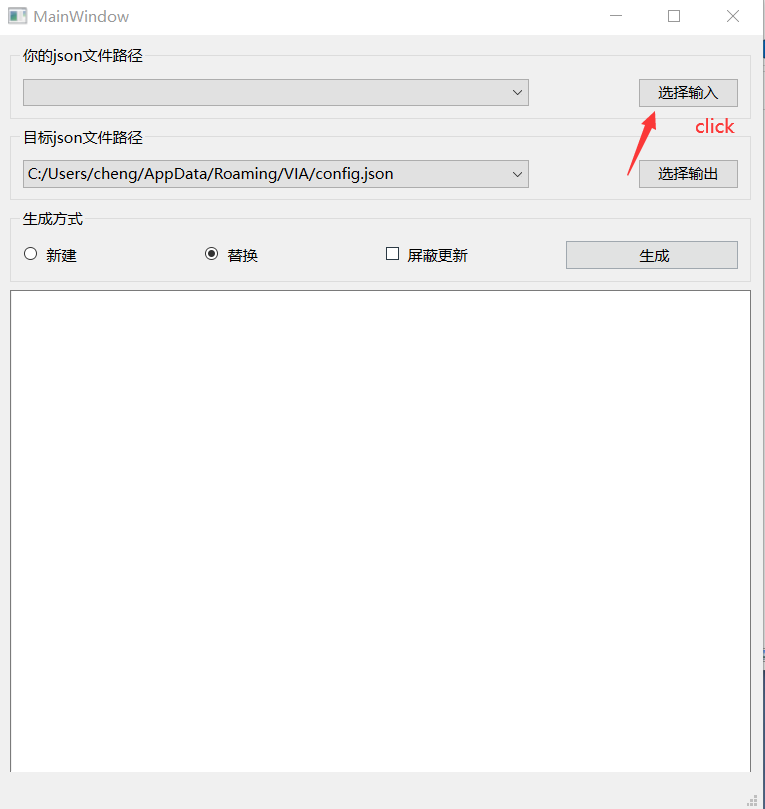 MainWindow
你的json文件路径
选择输入
click
目标json文件路径
C:/Users/cheng/AppData/Roaming/VIA/config.json
选择输出
生成方式
新建
替换
屏蔽更新
生成